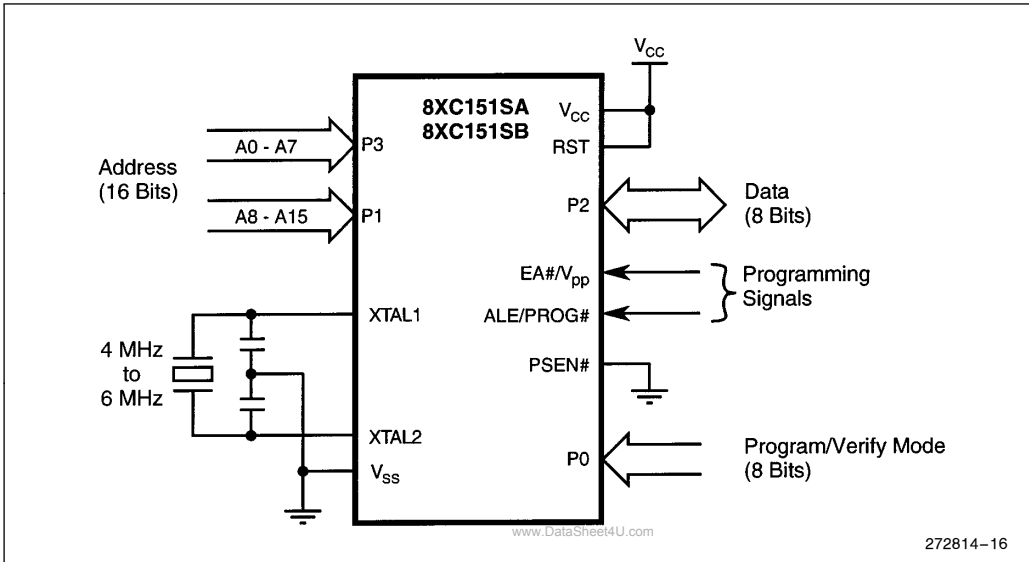 V_CC
8XC151SA
8XC151SB
V_CC
RST
Address
(16 Bits)
A0 - A7
P3
A8 - A15
P1
P2
Data
(8 Bits)
EA#/V_pp
ALE/PROG#
Programming
Signals
PSEN#
4 MHz
to
6 MHz
XTAL1
XTAL2
V_SS
P0
Program/Verify Mode
(8 Bits)
www.DataSheet4U.com
272814-16